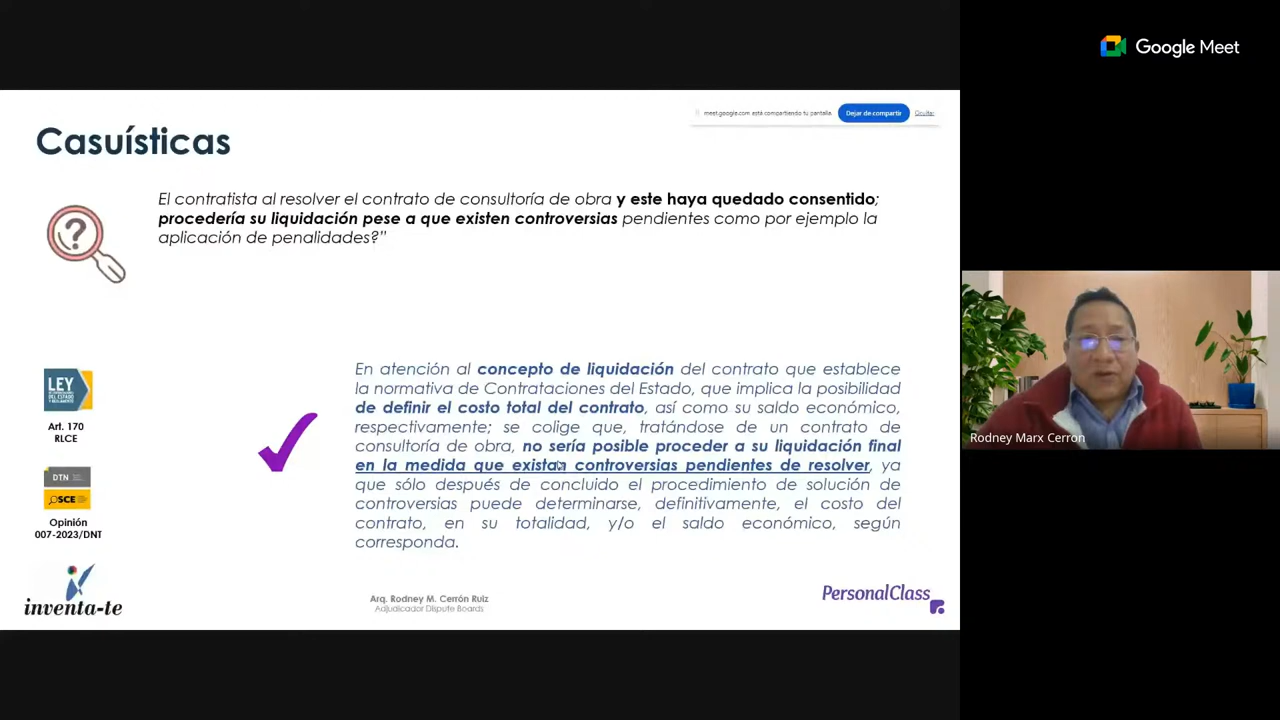 Google Meet
meet.google.com está compartiendo tu pantalla.
Dejar de compartir
Ocultar
Casuísticas
El contratista al resolver el contrato de consultoría de obra y este haya quedado consentido;
procedería su liquidación pese a que existen controversias pendientes como por ejemplo la
aplicación de penalidades?"
En atención al concepto de liquidación del contrato que establece
la normativa de Contrataciones del Estado, que implica la posibilidad
de definir el costo total del contrato, así como su saldo económico,
respectivamente; se colige que, tratándose de un contrato de
consultoría de obra, no sería posible proceder a su liquidación final
en la medida que existan controversias pendientes de resolver, ya
que sólo después de concluido el procedimiento de solución de
controversias puede determinarse, definitivamente, el costo del
contrato, en su totalidad, y/o el saldo económico, según
corresponda.
LEY
Art. 170
RLCE
DTN
OSCE
Opinión
007-2023/DNT
inventa-te
Arq. Rodney M. Cerrón Ruiz
Adjudicador Dispute Boards
PersonalClass
Rodney Marx Cerron